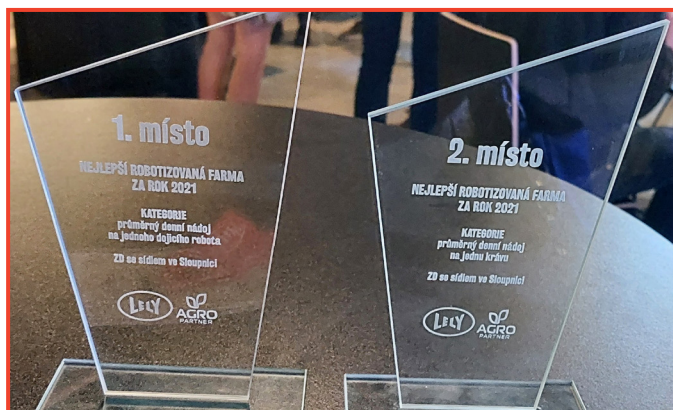 1. místo
NEJLEPŠÍ ROBOTIZOVANÁ FARMA
ZA ROK 2021
KATEGORIE
průměrný denní nádoj
na jednoho dojicího robota
ZD se sídlem ve Sloupnici
LELY
AGRO
PARTNER
2. místo
NEJLEPŠÍ ROBOTIZOVANÁ FARMA
ZA ROK 2021
KATEGORIE
průměrný denní nádoj
na jednu krávu
ZD se sídlem ve Sloupnici
LELY
AGRO
PARTNER